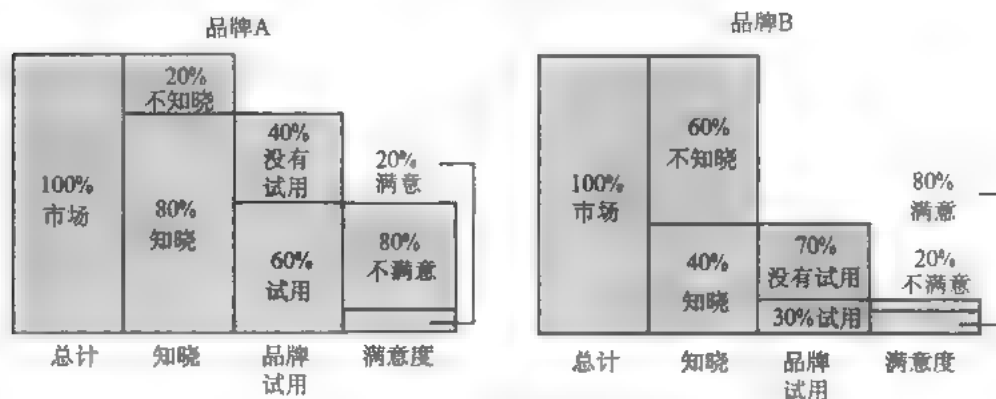 品牌A
20%
不知晓
40%
没有
试用
20%
满意
100%
市场
80%
知晓
60%
试用
80%
不满意
总计
知晓
品牌
试用
满意度
品牌B
60%
不知晓
100%
市场
80%
满意
40%
知晓
70%
没有试用
20%
不满意
30%试用
总计
知晓
品牌
试用
满意度